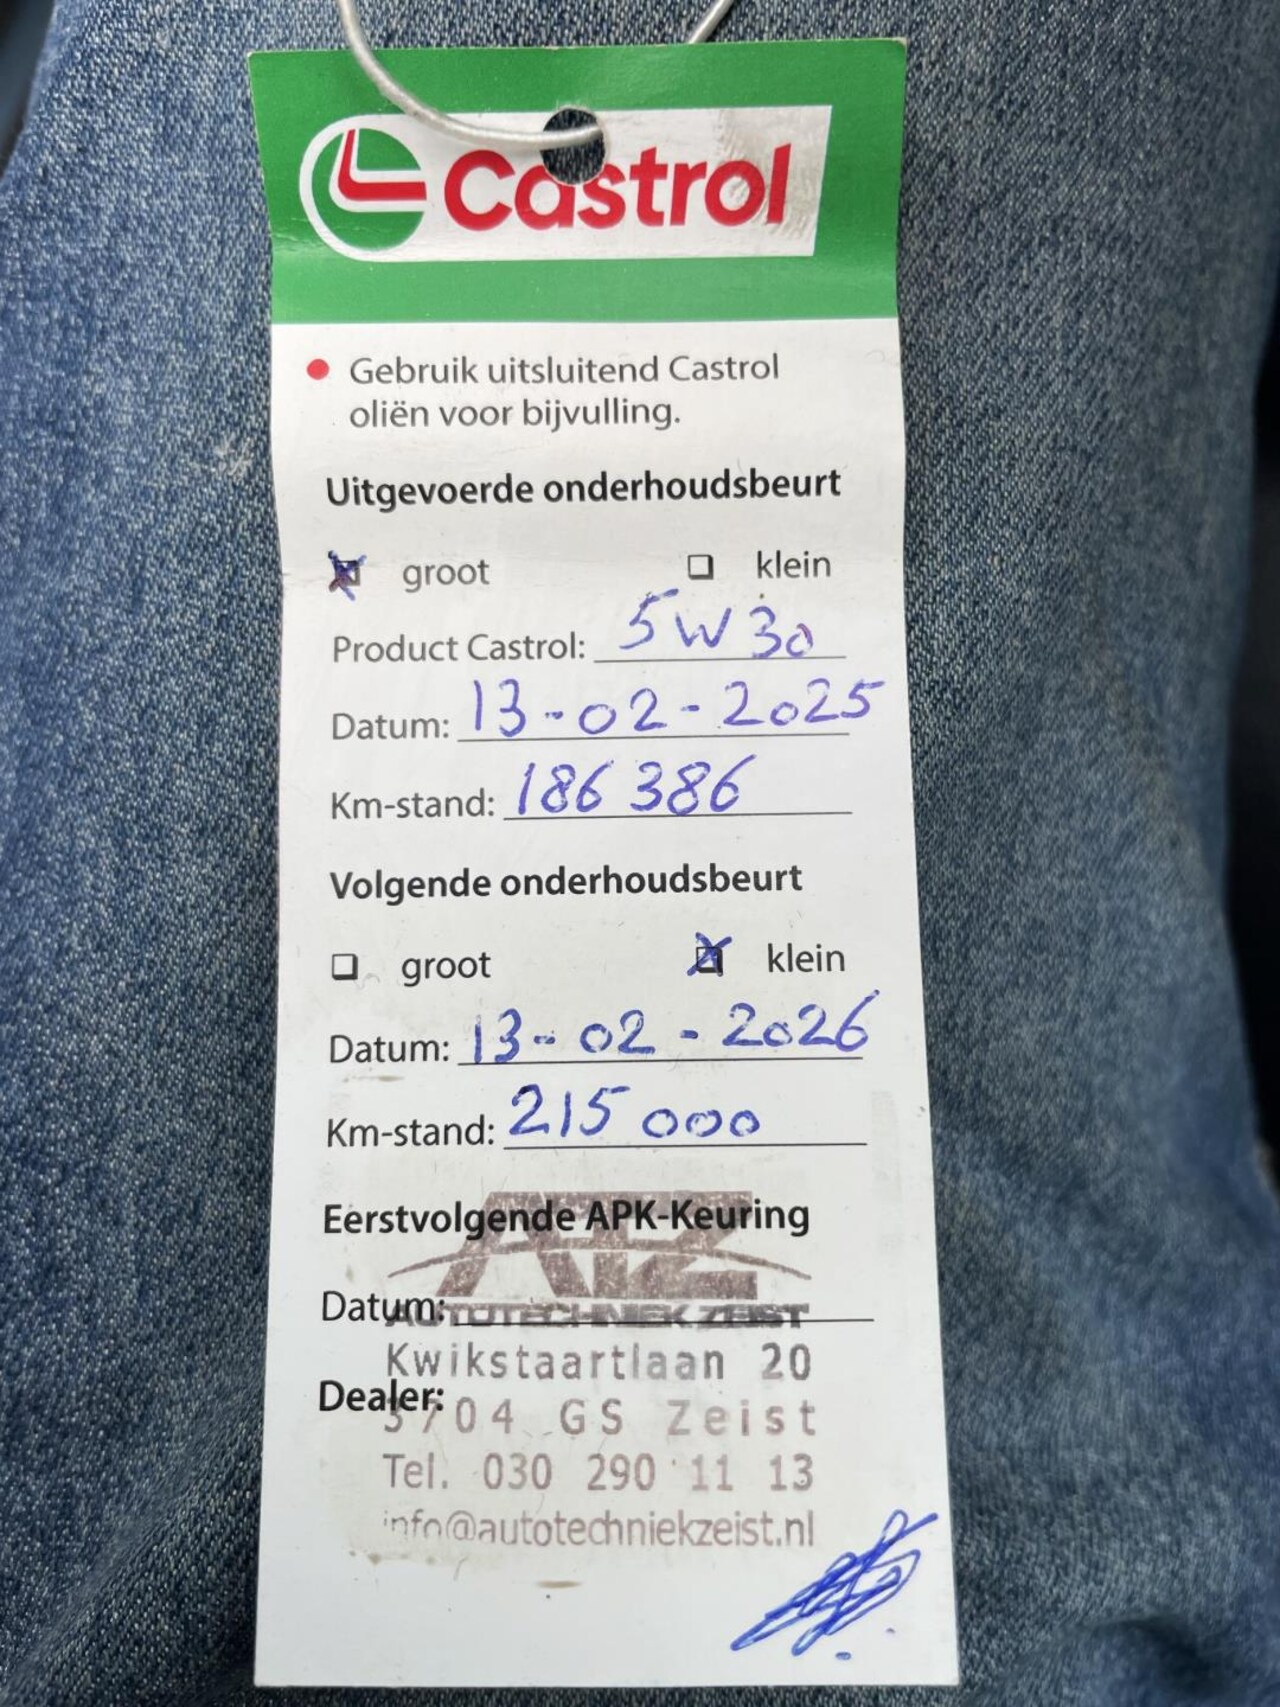 Castrol
Gebruik uitsluitend Castrol
oliën voor bijvulling.
Uitgevoerde onderhoudsbeurt
groot klein
Product Castrol: 5W30
Datum: 13-02-2025
Km-stand: 186 386
Volgende onderhoudsbeurt
groot klein
Datum: 13-02-2026
Km-stand: 215 000
Eerstvolgende APK-Keuring
ATZ
Datum:
AUTOTECHNIEK ZEIST
Kwikstaartlaan 20
Dealer:
3704 GS Zeist
Tel. 030 290 11 13
info@autotechniekzeist.nl